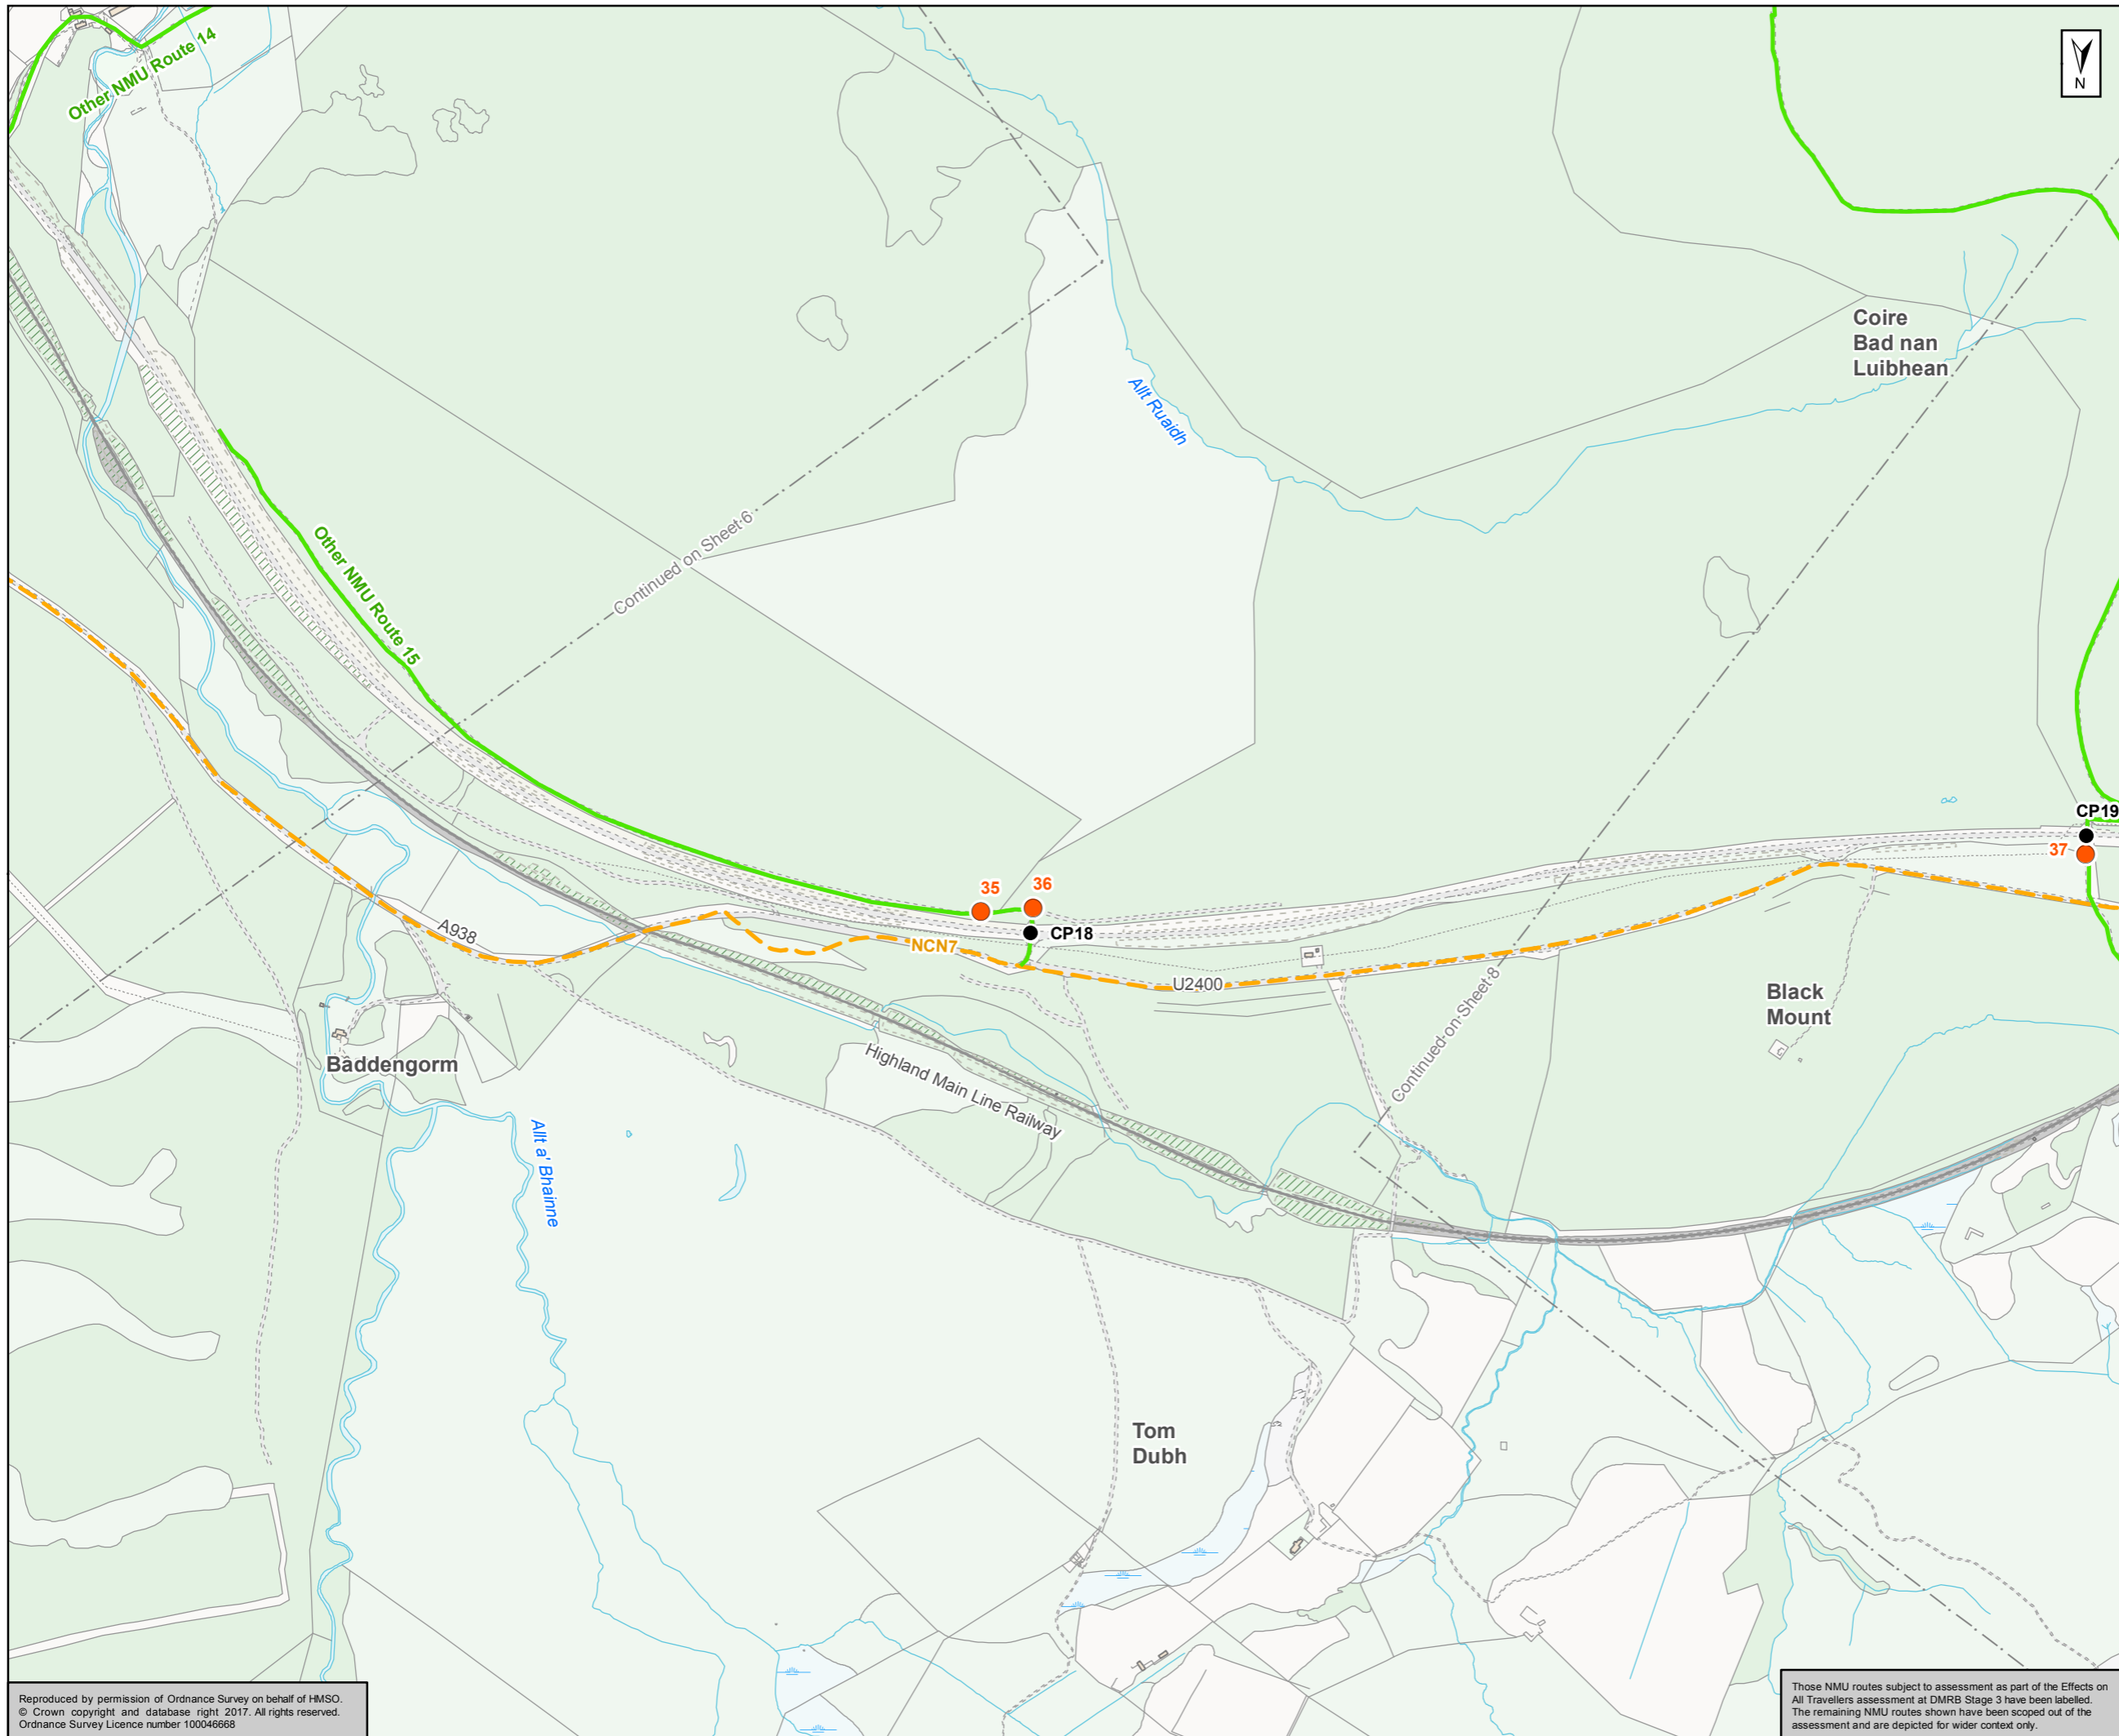 Other NMU Route 14
N
Coire
Bad nan
Luibhean
Allt Ruaidh
Continued on Sheet 6
Other NMU Route 15
CP19
37
35
36
CP18
NCN7
A938
U2400
Black
Mount
Continued on Sheet 8
Baddengorm
Highland Main Line Railway
Allt a' Bhainne
Tom
Dubh
Reproduced by permission of Ordnance Survey on behalf of HMSO.
© Crown copyright and database right 2017. All rights reserved.
Ordnance Survey Licence number 100046668
Those NMU routes subject to assessment as part of the Effects on
All Travellers assessment at DMRB Stage 3 have been labelled.
The remaining NMU routes shown have been scoped out of the
assessment and are depicted for wider context only.